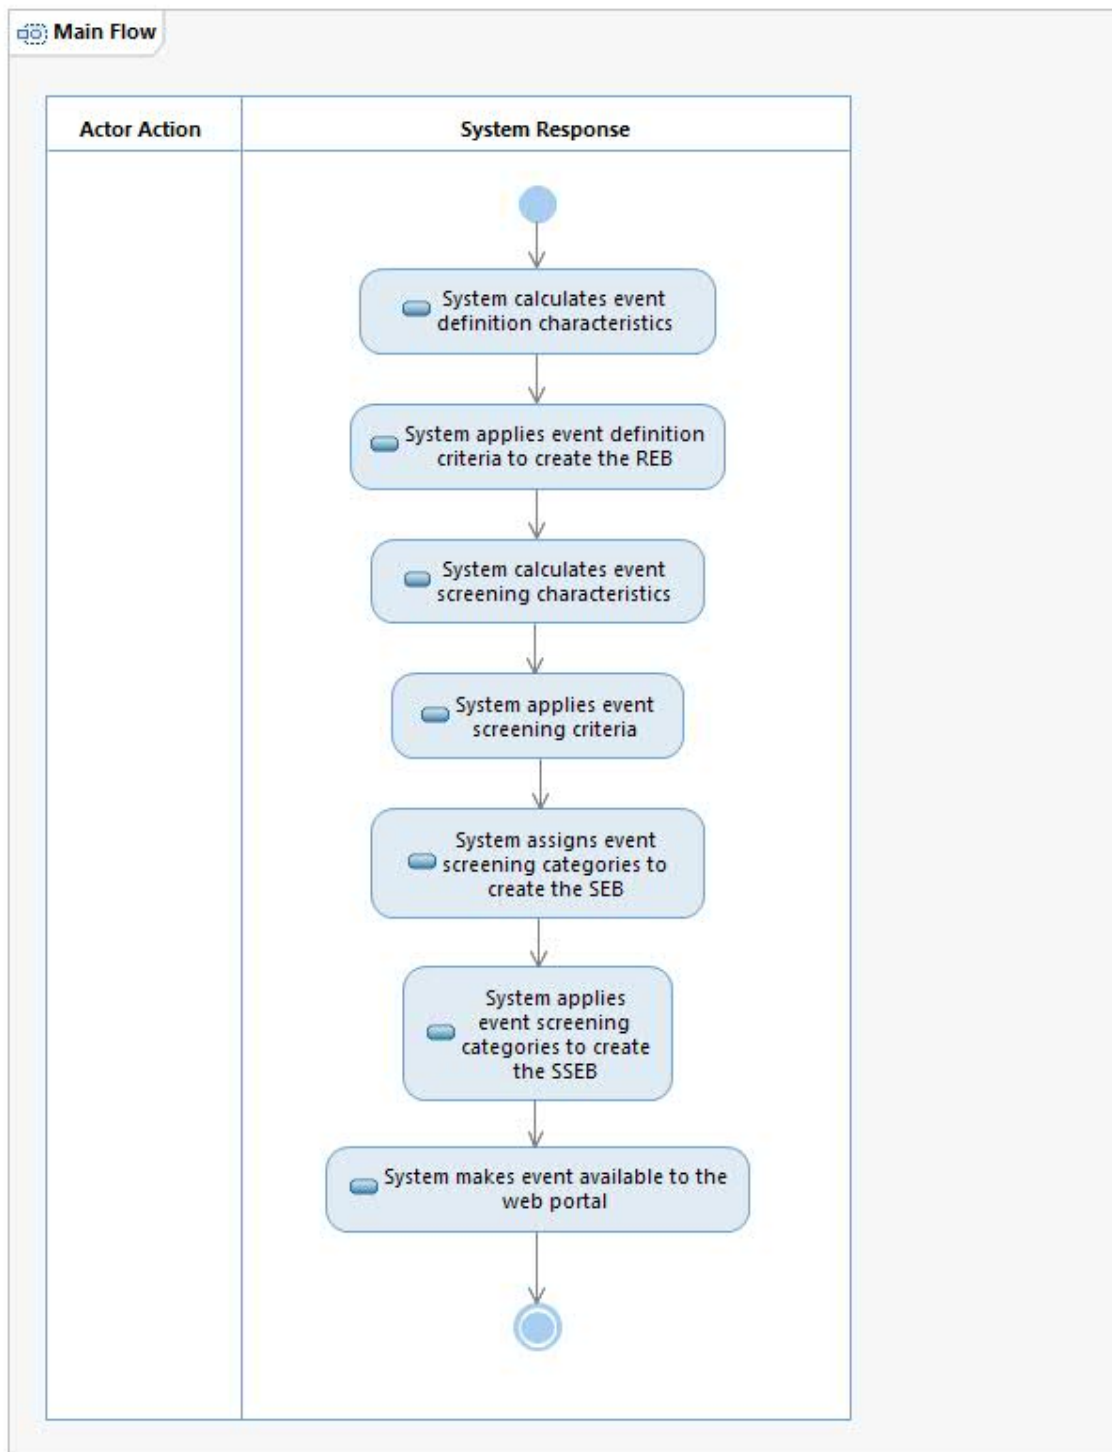 Main Flow
Actor Action
System Response
System calculates event
definition characteristics
System applies event definition
criteria to create the REB
System calculates event
screening characteristics
System applies event
screening criteria
System assigns event
screening categories to
create the SEB
System applies
event screening
categories to create
the SSEB
System makes event available to the
web portal